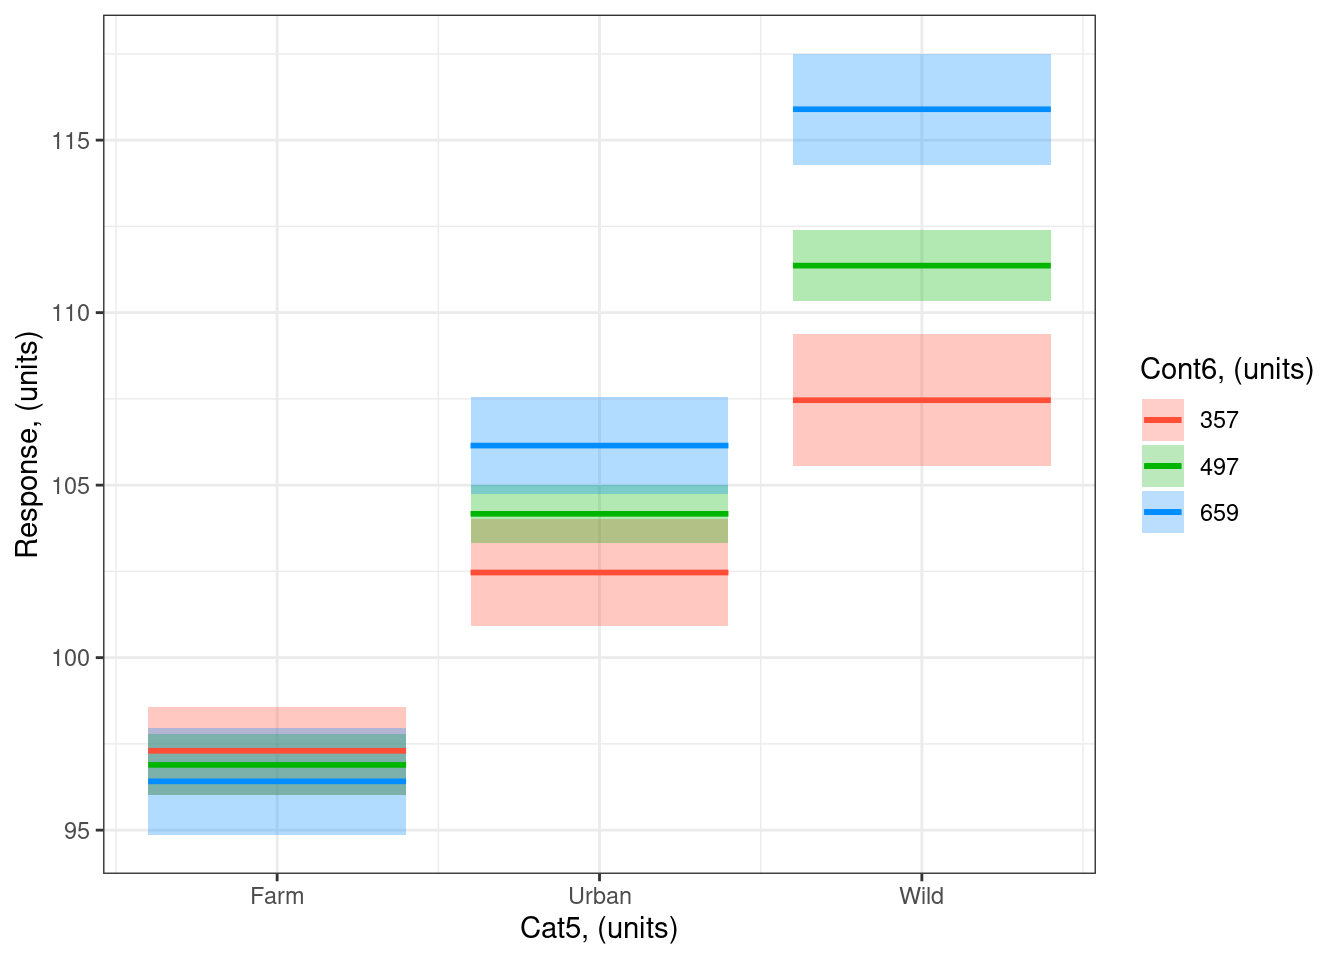 Response, (units)
115
110
105
100
95
Farm Urban Wild
Cat5, (units)
Cont6, (units)
357
497
659